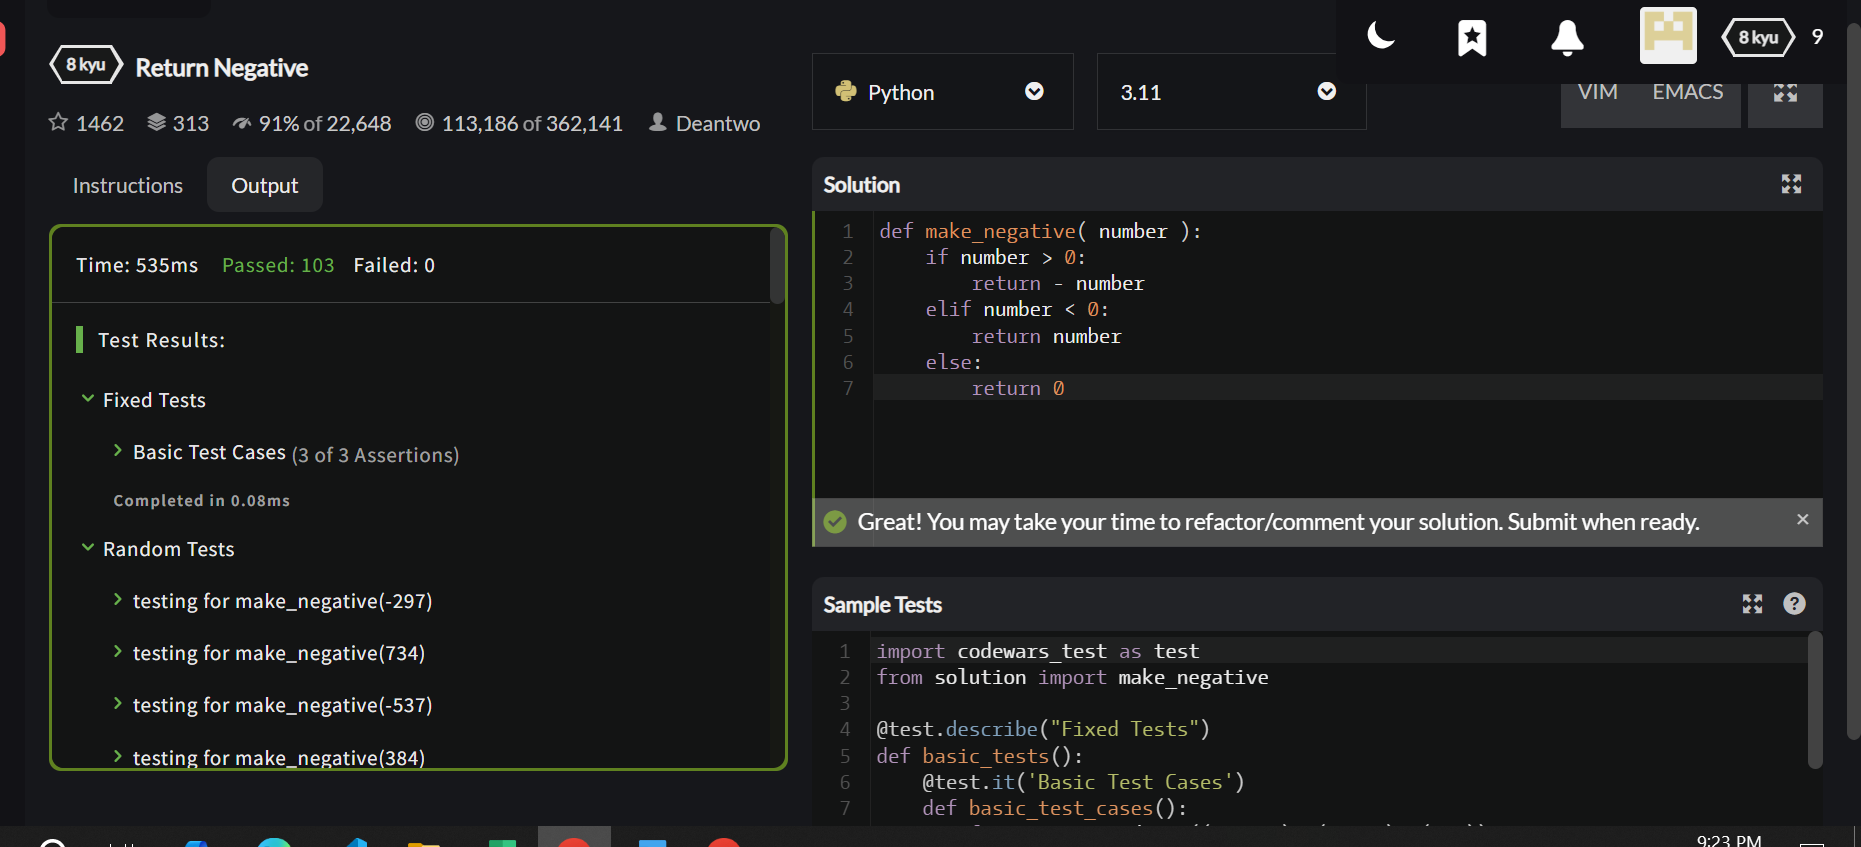 8 kyu Return Negative
1462 313 91% of 22,648 113,186 of 362,141 Deantwo
Instructions Output
Time: 535ms Passed: 103 Failed: 0
Test Results:
Fixed Tests
Basic Test Cases (3 of 3 Assertions)
Completed in 0.08ms
Random Tests
testing for make_negative(-297)
testing for make_negative(734)
testing for make_negative(-537)
testing for make_negative(384)
8 kyu 9
Python 3.11 VIM EMACS
Solution
1 def make_negative( number ):
2     if number > 0:
3         return - number
4     elif number < 0:
5         return number
6     else:
7         return 0
Great! You may take your time to refactor/comment your solution. Submit when ready.
Sample Tests
1 import codewars_test as test
2 from solution import make_negative
3
4 @test.describe("Fixed Tests")
5 def basic_tests():
6     @test.it('Basic Test Cases')
7     def basic_test_cases():
9:23 PM